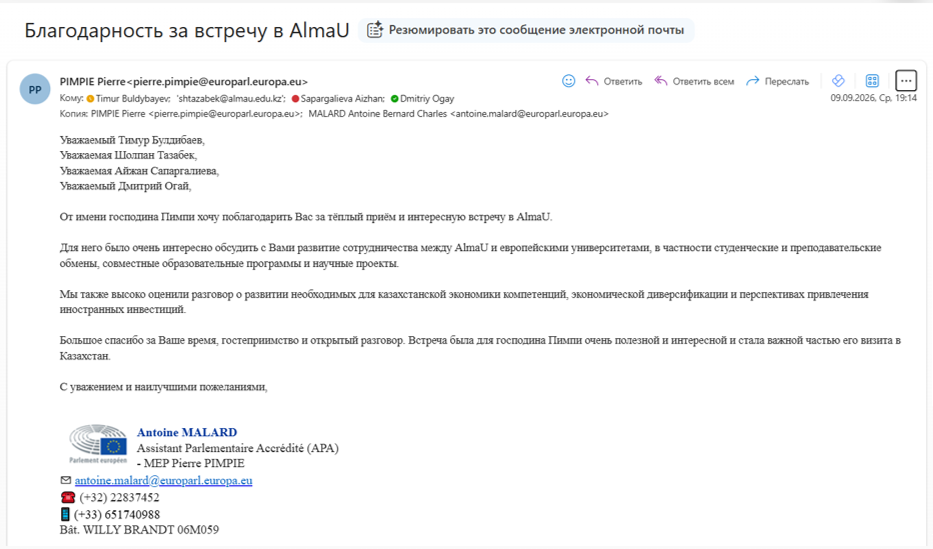 Благодарность за встречу в AlmaU
Резюмировать это сообщение электронной почты
PP
PIMPIE Pierre<pierre.pimpie@europarl.europa.eu>
Ответить
Ответить всем
Переслать
Кому: Timur Buldybayev; 'shtazabek@almau.edu.kz'; Sapargalieva Aizhan; Dmitriy Ogay
09.09.2026, Ср, 19:14
Копия: PIMPIE Pierre <pierre.pimpie@europarl.europa.eu>; MALARD Antoine Bernard Charles <antoine.malard@europarl.europa.eu>
Уважаемый Тимур Булдибаев,
Уважаемая Шолпан Тазабек,
Уважаемая Айжан Сапаргалиева,
Уважаемый Дмитрий Огай,
От имени господина Пимпи хочу поблагодарить Вас за тёплый приём и интересную встречу в AlmaU.
Для него было очень интересно обсудить с Вами развитие сотрудничества между AlmaU и европейскими университетами, в частности студенческие и преподавательские
обмены, совместные образовательные программы и научные проекты.
Мы также высоко оценили разговор о развитии необходимых для казахстанской экономики компетенций, экономической диверсификации и перспективах привлечения
иностранных инвестиций.
Большое спасибо за Ваше время, гостеприимство и открытый разговор. Встреча была для господина Пимпи очень полезной и интересной и стала важной частью его визита в
Казахстан.
С уважением и наилучшими пожеланиями,
Parlement européen
Antoine MALARD
Assistant Parlementaire Accrédité (APA)
- MEP Pierre PIMPIE
antoine.malard@europarl.europa.eu
(+32) 22837452
(+33) 651740988
Bât. WILLY BRANDT 06M059